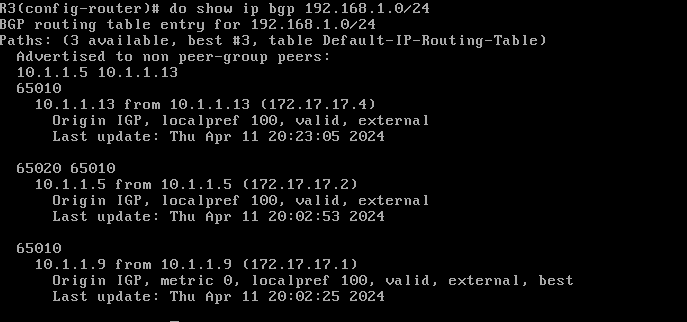 R3(config-router)# do show ip bgp 192.168.1.0/24
BGP routing table entry for 192.168.1.0/24
Paths: (3 available, best #3, table Default-IP-Routing-Table)
  Advertised to non peer-group peers:
  10.1.1.5 10.1.1.13
  65010
    10.1.1.13 from 10.1.1.13 (172.17.17.4)
      Origin IGP, localpref 100, valid, external
      Last update: Thu Apr 11 20:23:05 2024

  65020 65010
    10.1.1.5 from 10.1.1.5 (172.17.17.2)
      Origin IGP, localpref 100, valid, external
      Last update: Thu Apr 11 20:02:53 2024

  65010
    10.1.1.9 from 10.1.1.9 (172.17.17.1)
      Origin IGP, metric 0, localpref 100, valid, external, best
      Last update: Thu Apr 11 20:02:25 2024